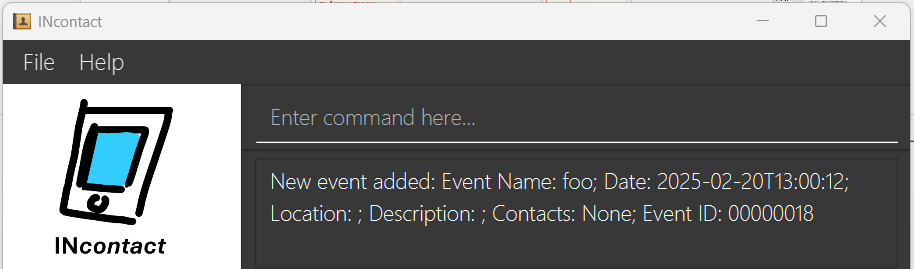 INcontact
File Help
Enter command here...
New event added: Event Name: foo; Date: 2025-02-20T13:00:12;
Location: ; Description: ; Contacts: None; Event ID: 00000018
INcontact